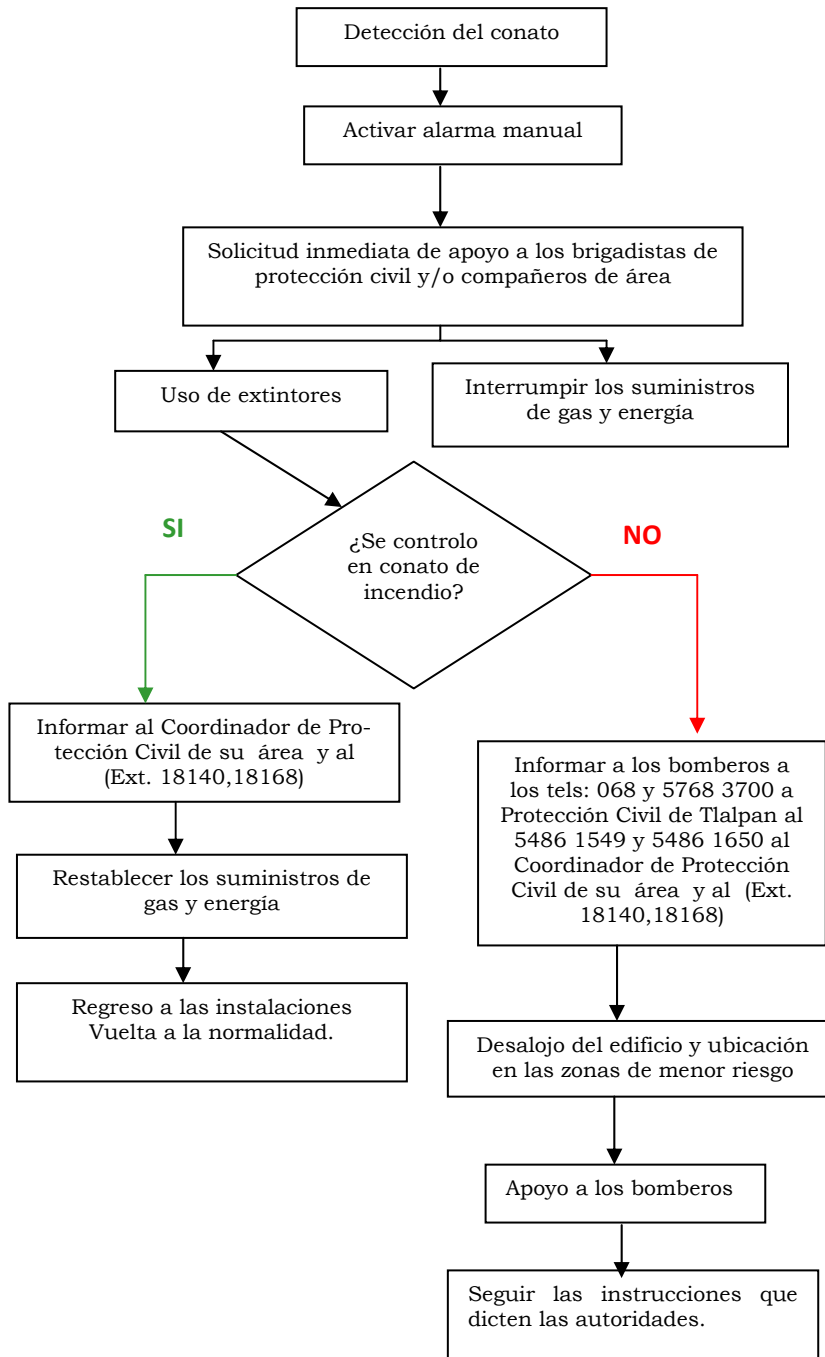 Detección del conato
Activar alarma manual
Solicitud inmediata de apoyo a los brigadistas de
protección civil y/o compañeros de área
Uso de extintores
Interrumpir los suministros
de gas y energía
SI
¿Se controlo
en conato de
incendio?
NO
Informar al Coordinador de Pro-
tección Civil de su área y al
(Ext. 18140,18168)
Restablecer los suministros de
gas y energía
Regreso a las instalaciones
Vuelta a la normalidad.
Informar a los bomberos a
los tels: 068 y 5768 3700 a
Protección Civil de Tlalpan al
5486 1549 y 5486 1650 al
Coordinador de Protección
Civil de su área y al (Ext.
18140,18168)
Desalojo del edificio y ubicación
en las zonas de menor riesgo
Apoyo a los bomberos
Seguir las instrucciones que
dicten las autoridades.